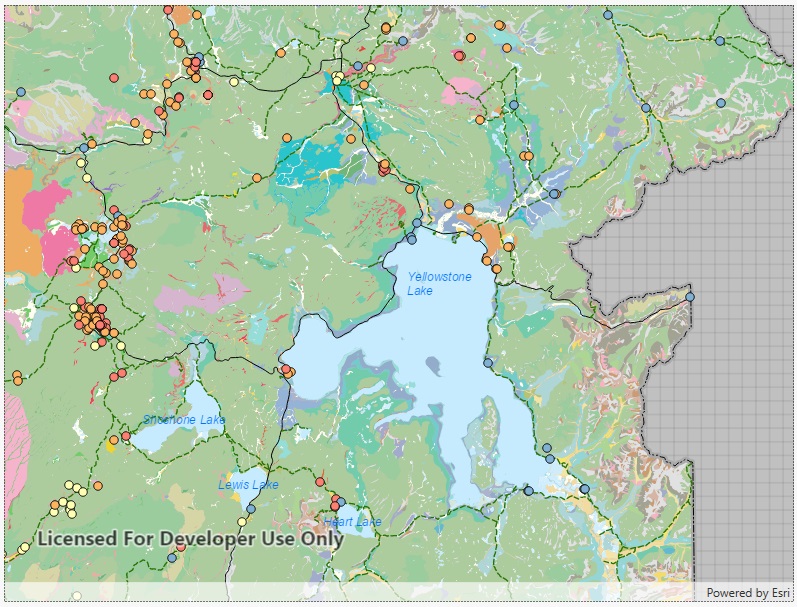 Yellowstone
Lake
Shoshone Lake
Lewis Lake
Heart Lake
Licensed For Developer Use Only
Powered by Esri